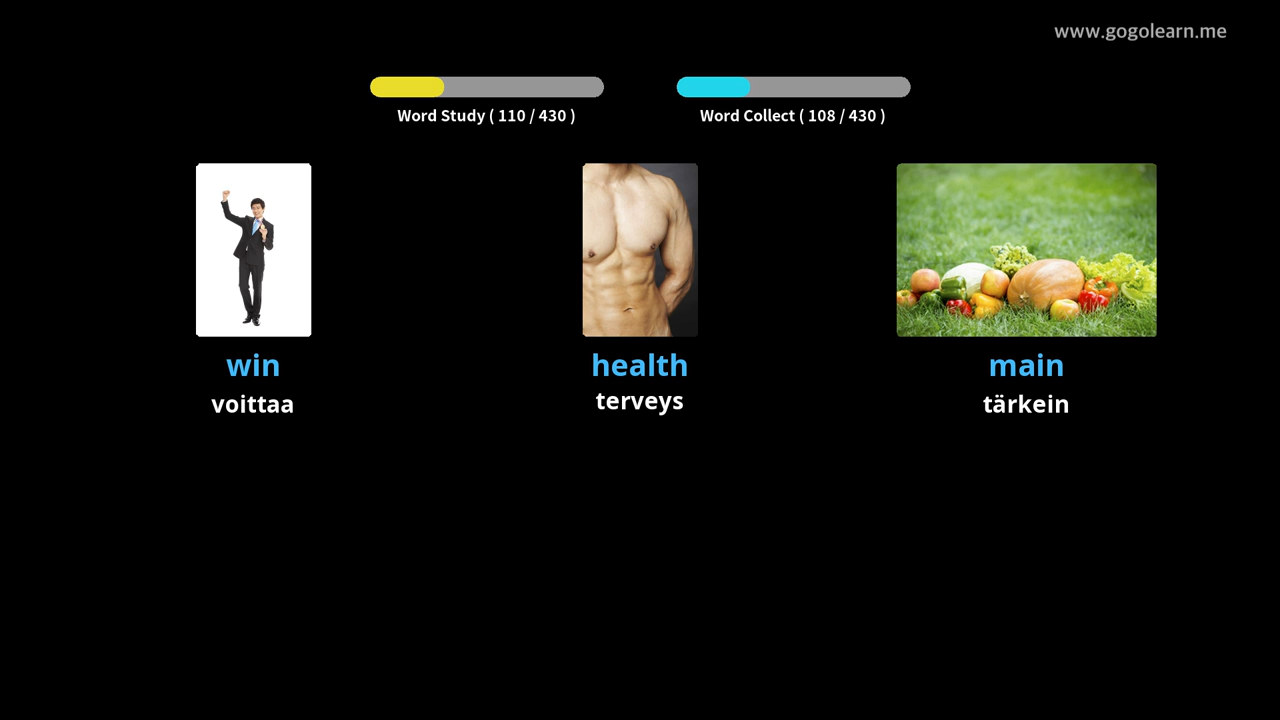 www.gogolearn.me
Word Study ( 110 / 430 )
Word Collect ( 108 / 430 )
win
health
main
voittaa
terveys
tärkein